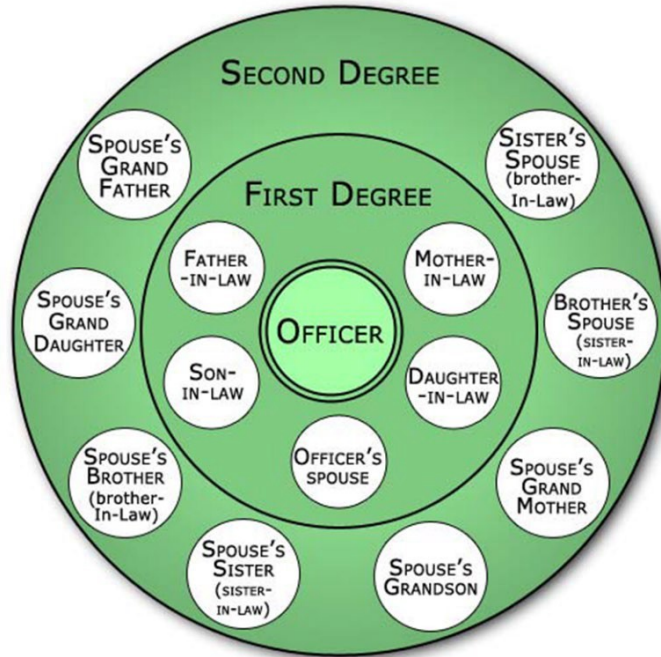 SECOND DEGREE
SPOUSE'S
GRAND
FATHER
SISTER'S
SPOUSE
(brother-
In-Law)
FIRST DEGREE
FATHER
-IN-LAW
MOTHER-
IN-LAW
SPOUSE'S
GRAND
DAUGHTER
OFFICER
BROTHER'S
SPOUSE
(SISTER-
IN-LAW)
SON-
IN-LAW
DAUGHTER
-IN-LAW
OFFICER'S
SPOUSE
SPOUSE'S
BROTHER
(brother-
In-Law)
SPOUSE'S
GRAND
MOTHER
SPOUSE'S
SISTER
(SISTER-
IN-LAW)
SPOUSE'S
GRANDSON